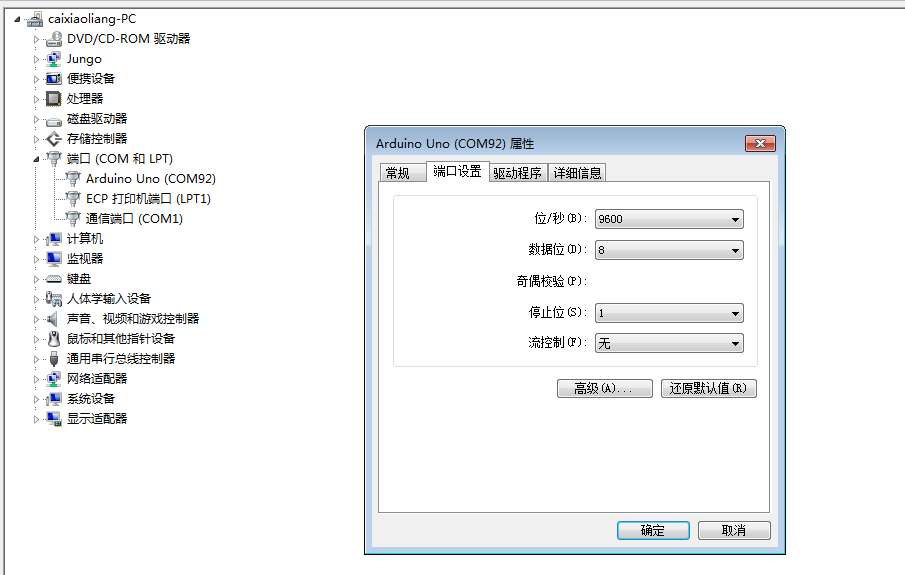 caixiaoliang-PC
DVD/CD-ROM 驱动器
Jungo
便携设备
处理器
磁盘驱动器
存储控制器
端口 (COM 和 LPT)
Arduino Uno (COM92)
ECP 打印机端口 (LPT1)
通信端口 (COM1)
计算机
监视器
键盘
人体学输入设备
声音、视频和游戏控制器
鼠标和其他指针设备
通用串行总线控制器
网络适配器
系统设备
显示适配器
Arduino Uno (COM92) 属性
常规 端口设置 驱动程序 详细信息
位/秒(B): 9600
数据位(D): 8
奇偶校验(P):
停止位(S): 1
流控制(F): 无
高级(A)... 还原默认值(R)
确定 取消